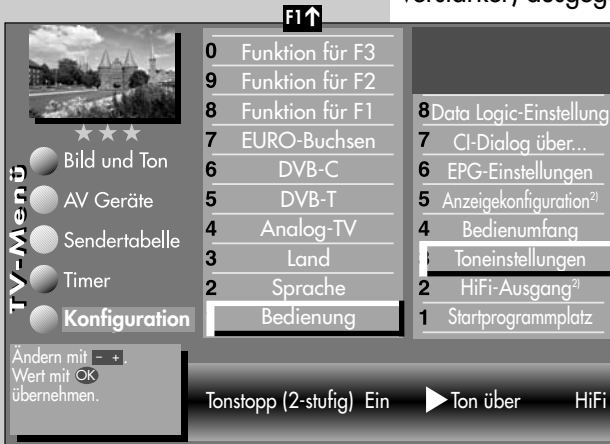 F1↑
TV-Menü
Bild und Ton
AV Geräte
Sendertabelle
Timer
Konfiguration
0 Funktion für F3
9 Funktion für F2
8 Funktion für F1
7 EURO-Buchsen
6 DVB-C
5 DVB-T
4 Analog-TV
3 Land
2 Sprache
Bedienung
8 Data Logic-Einstellung
7 CI-Dialog über...
6 EPG-Einstellungen
5 Anzeigekonfiguration2)
4 Bedienumfang
Toneinstellungen
2 HiFi-Ausgang2)
1 Startprogrammplatz
Ändern mit - + .
Wert mit OK
übernehmen.
Tonstopp (2-stufig) Ein ▶Ton über HiFi